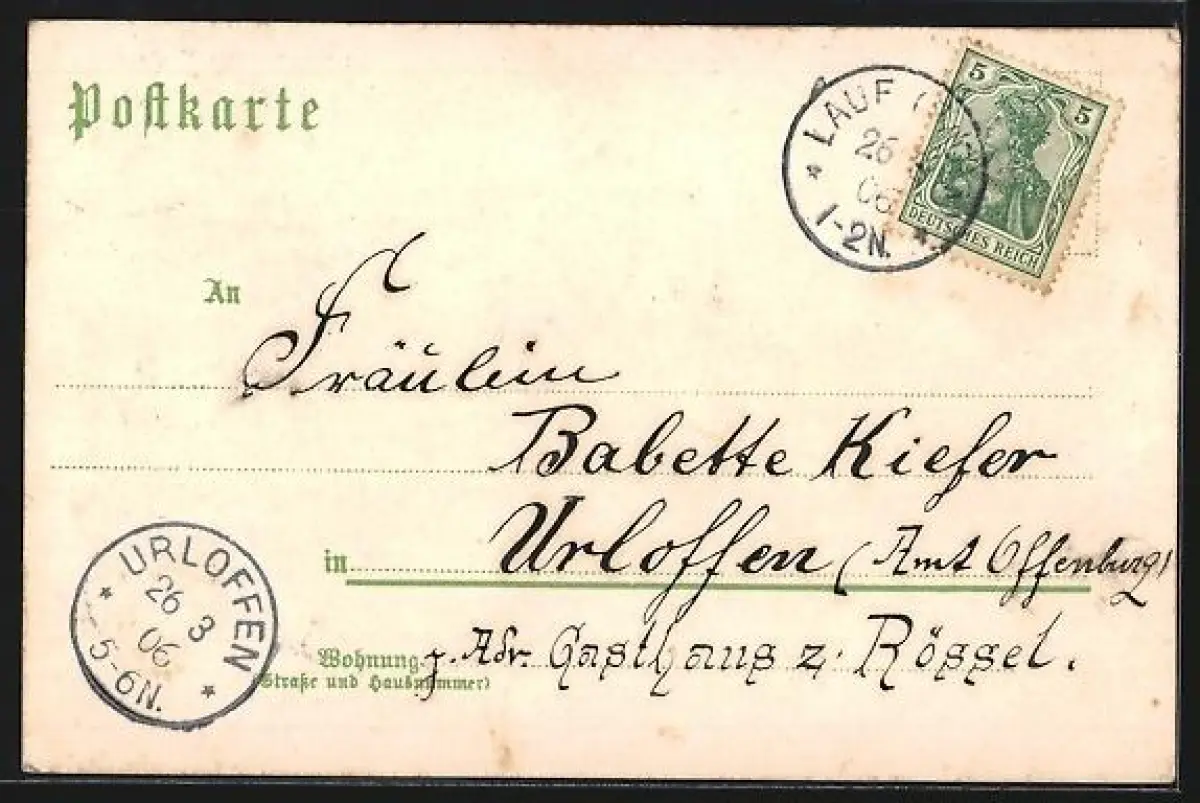 Postkarte
LAUF (
26
06
1-2N.
5 5
DEUTSCHES REICH
An
Fräulein
Babette Kiefer
in Urloffen (Amt Offenburg)
Wohnung p. Adr. Gasthaus z. Rössel.
(Straße und Hausnummer)
URLOFFEN
26 3
06
5-6N.